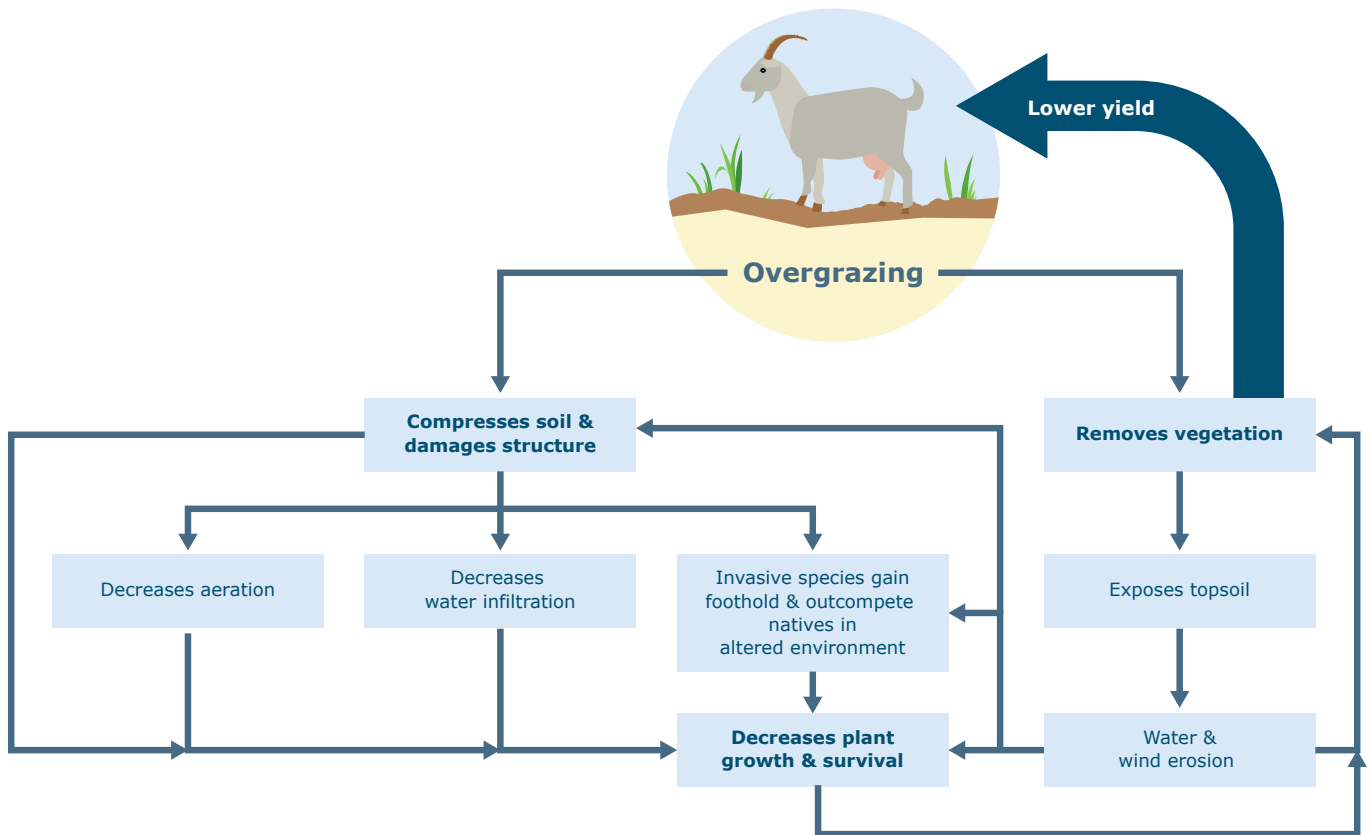 Lower yield
Overgrazing
Compresses soil &
damages structure
Removes vegetation
Decreases aeration
Decreases
water infiltration
Invasive species gain
foothold & outcompete
natives in
altered environment
Exposes topsoil
Decreases plant
growth & survival
Water &
wind erosion